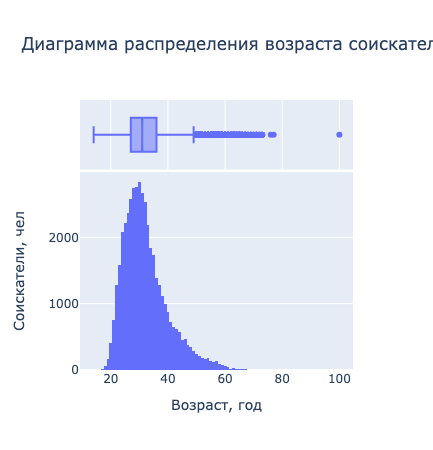 Диаграмма распределения возраста соискател
2000
1000
0
Соискатели, чел
20 40 60 80 100
Возраст, год